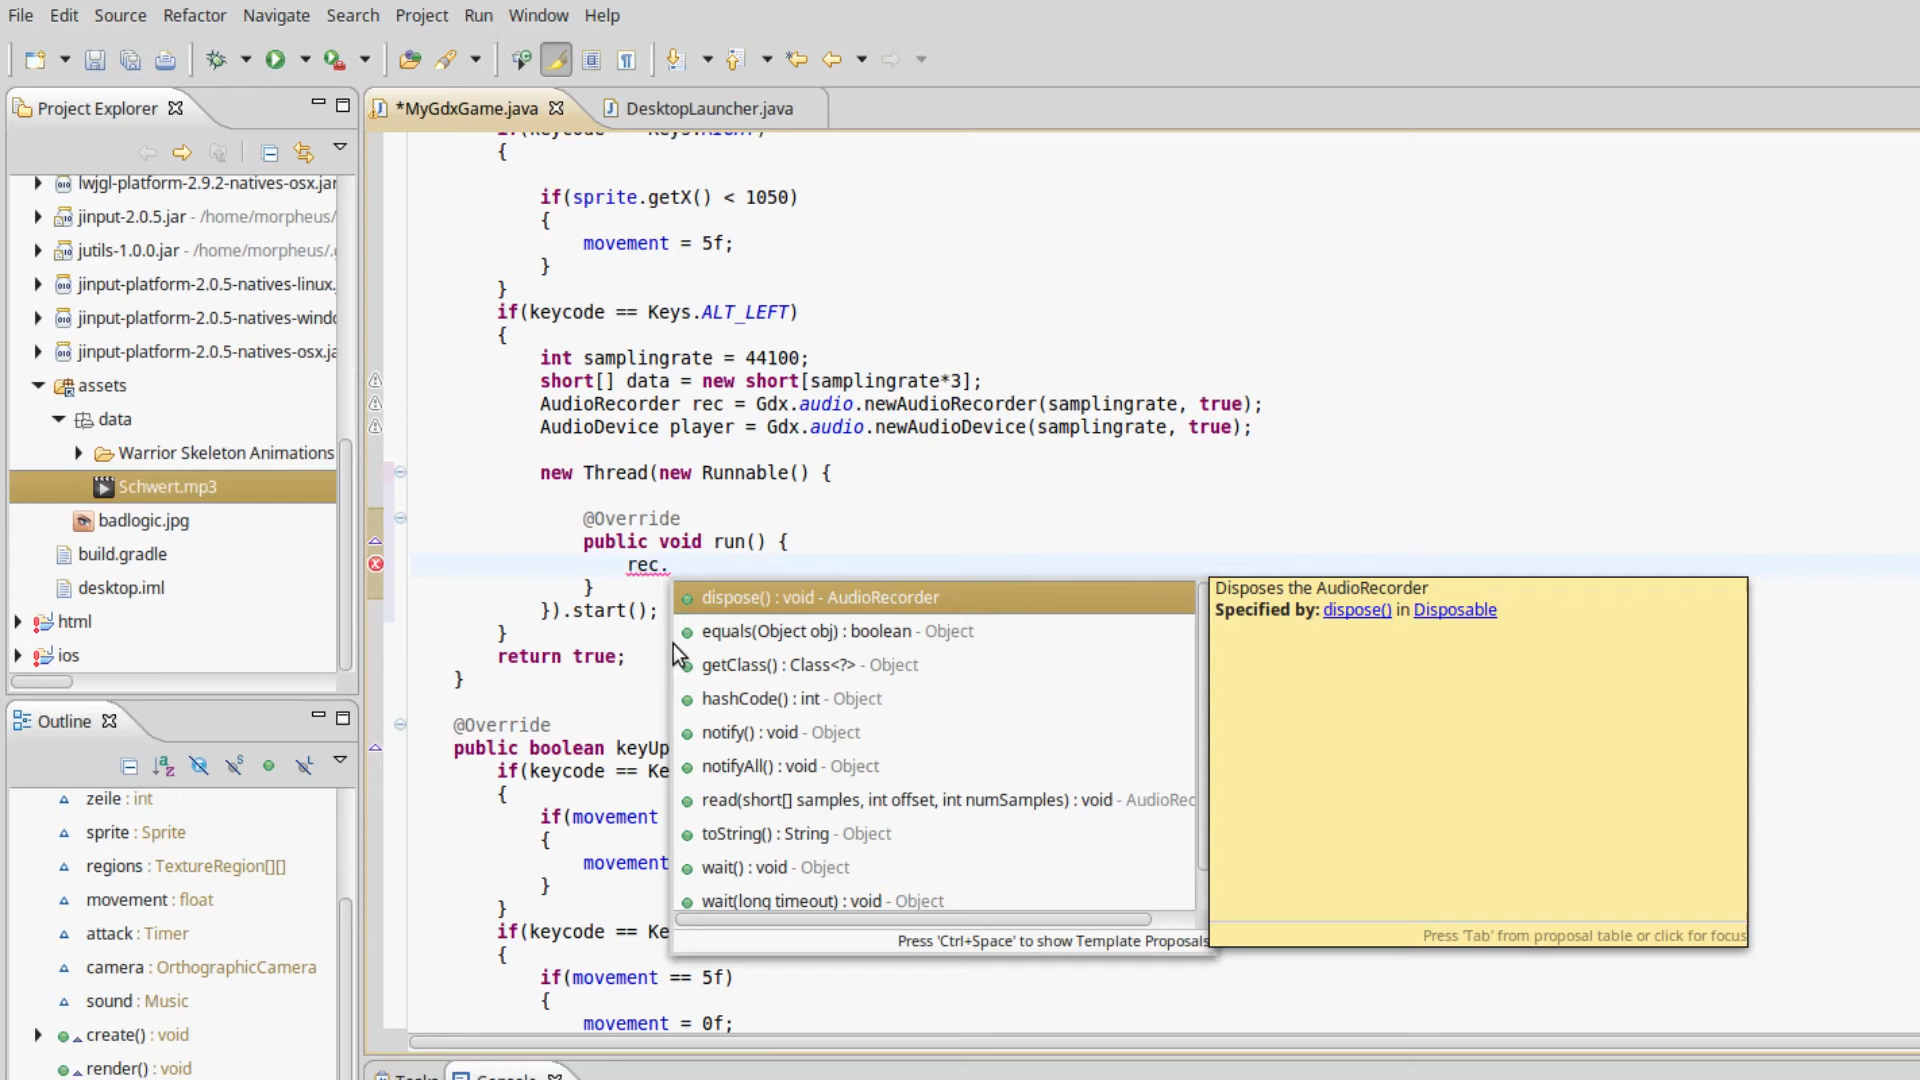 File Edit Source Refactor Navigate Search Project Run Window Help
Project Explorer
*MyGdxGame.java
DesktopLauncher.java
lwjgl-platform-2.9.2-natives-osx.jar
jinput-2.0.5.jar - /home/morpheus/
jutils-1.0.0.jar - /home/morpheus/.
jinput-platform-2.0.5-natives-linux.
jinput-platform-2.0.5-natives-windo
jinput-platform-2.0.5-natives-osx.ja
assets
data
Warrior Skeleton Animations
Schwert.mp3
badlogic.jpg
build.gradle
desktop.iml
html
ios
Outline
zeile : int
sprite : Sprite
regions : TextureRegion[][]
movement : float
attack : Timer
camera : OrthographicCamera
sound : Music
create() : void
render() : void
{
if(sprite.getX() < 1050)
{
movement = 5f;
}
}
if(keycode == Keys.ALT_LEFT)
{
int samplingrate = 44100;
short[] data = new short[samplingrate*3];
AudioRecorder rec = Gdx.audio.newAudioRecorder(samplingrate, true);
AudioDevice player = Gdx.audio.newAudioDevice(samplingrate, true);
new Thread(new Runnable() {
@Override
public void run() {
rec.
}
}).start();
}
return true;
}
@Override
public boolean keyUp
if(keycode == Ke
{
if(movement
{
movement
}
}
if(keycode == Ke
{
if(movement == 5f)
{
movement = 0f;
dispose() : void - AudioRecorder
equals(Object obj) : boolean - Object
getClass() : Class<?> - Object
hashCode() : int - Object
notify() : void - Object
notifyAll() : void - Object
read(short[] samples, int offset, int numSamples) : void - AudioRec
toString() : String - Object
wait() : void - Object
wait(long timeout) : void - Object
Press 'Ctrl+Space' to show Template Proposals
Disposes the AudioRecorder
Specified by: dispose() in Disposable
Press 'Tab' from proposal table or click for focus
Tasks
Console